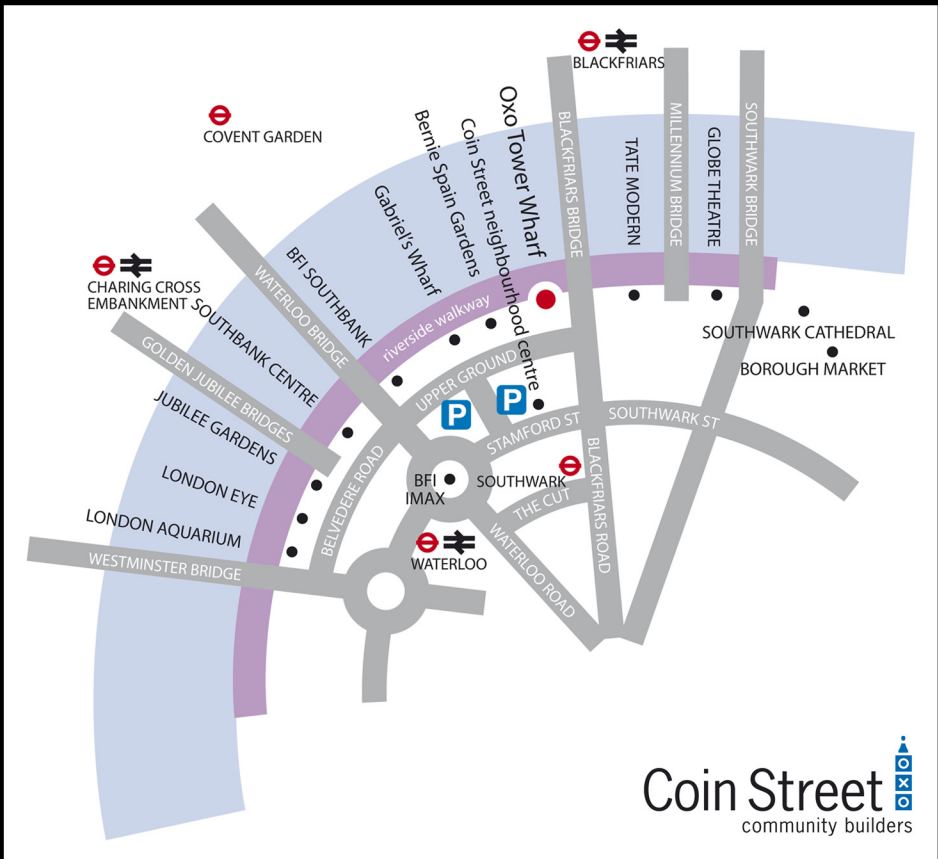 BLACKFRIARS
COVENT GARDEN
CHARING CROSS
EMBANKMENT
Oxo Tower Wharf
Coin Street neighbourhood centre
Bernie Spain Gardens
Gabriel's Wharf
BLACKFRIARS BRIDGE
TATE MODERN
MILLENNIUM BRIDGE
GLOBE THEATRE
SOUTHWARK BRIDGE
BFI SOUTHBANK
WATERLOO BRIDGE
SOUTHBANK CENTRE
GOLDEN JUBILEE BRIDGES
JUBILEE GARDENS
LONDON EYE
LONDON AQUARIUM
WESTMINSTER BRIDGE
riverside walkway
SOUTHWARK CATHEDRAL
BOROUGH MARKET
UPPER GROUND
P
P
STAMFORD ST
SOUTHWARK ST
BELVEDERE ROAD
BFI
IMAX
SOUTHWARK
THE CUT
BLACKFRIARS ROAD
WATERLOO
WATERLOO ROAD
Coin Street
OXO
community builders